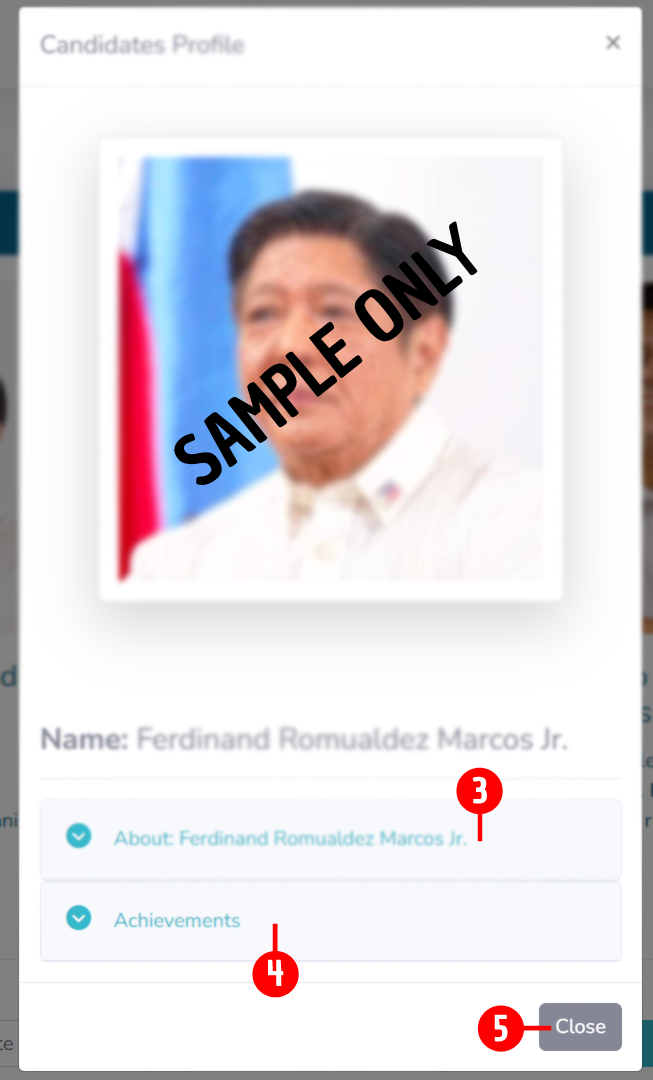 Candidates Profile
×
SAMPLE ONLY
Name: Ferdinand Romualdez Marcos Jr.
3
About: Ferdinand Romualdez Marcos Jr.
Achievements
4
5
Close